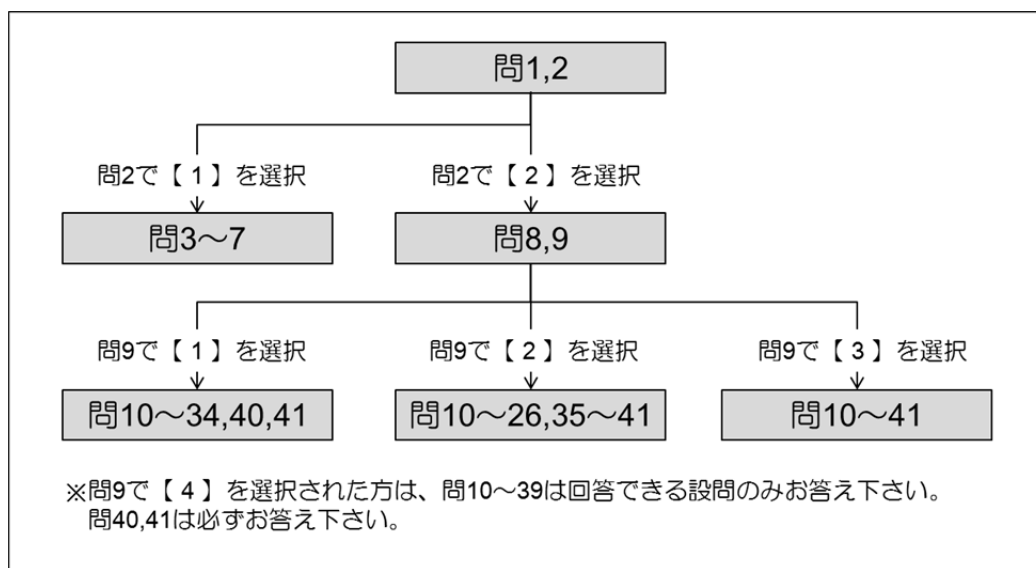 問1,2
問2で【 1 】を選択
問2で【 2 】を選択
問3～7
問8,9
問9で【 1 】を選択
問9で【 2 】を選択
問9で【 3 】を選択
問10～34,40,41
問10～26,35～41
問10～41
※問9で【 4 】を選択された方は、問10～39は回答できる設問のみお答え下さい。
問40,41は必ずお答え下さい。